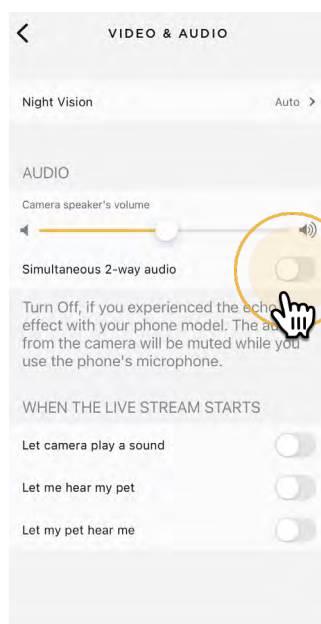 VIDEO & AUDIO
Night Vision Auto >
AUDIO
Camera speaker's volume
Simultaneous 2-way audio
Turn Off, if you experienced the echo
effect with your phone model. The
from the camera will be muted while you
use the phone's microphone.
WHEN THE LIVE STREAM STARTS
Let camera play a sound
Let me hear my pet
Let my pet hear me